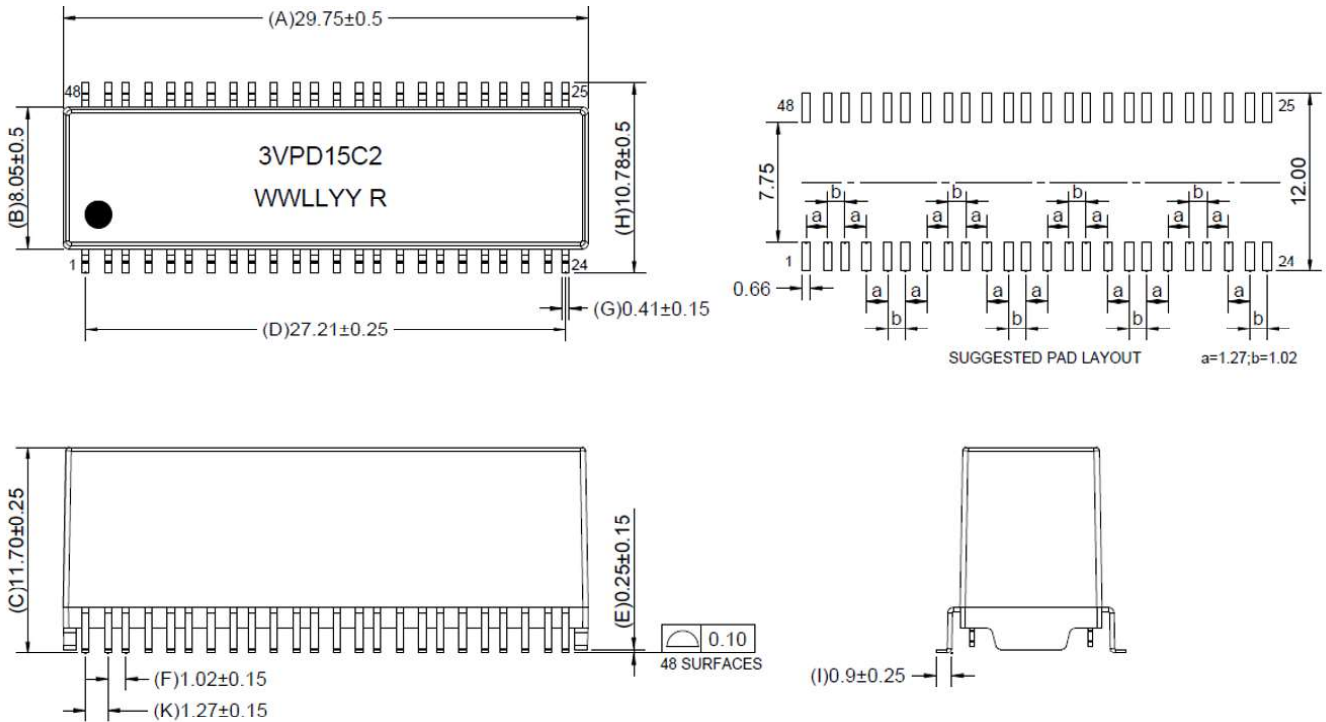 (A)29.75±0.5
48
25
3VPD15C2
WWLLYY R
(B)8.05±0.5
(H)10.78±0.5
1
24
(G)0.41±0.15
(D)27.21±0.25
48
25
7.75
12.00
b
b
b
b
a
a
a
a
a
a
a
a
1
24
0.66
a
a
a
a
a
a
a
b
b
b
b
SUGGESTED PAD LAYOUT
a=1.27;b=1.02
(C)11.70±0.25
(E)0.25±0.15
0.10
48 SURFACES
(F)1.02±0.15
(K)1.27±0.15
(I)0.9±0.25